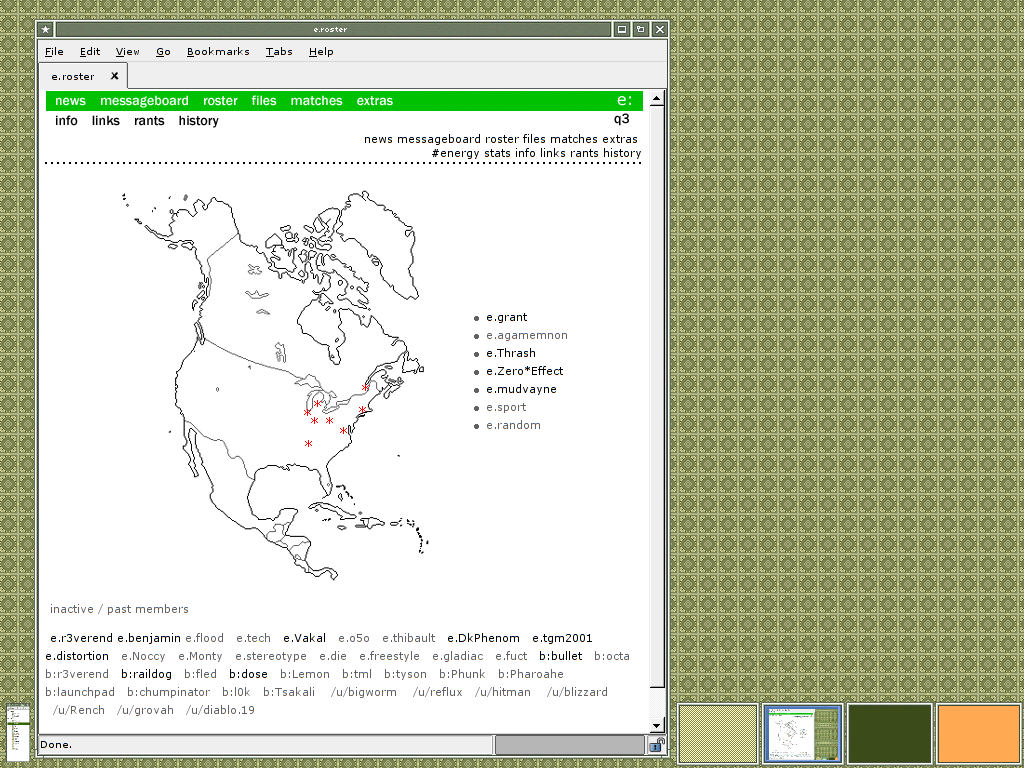 e.roster
File Edit View Go Bookmarks Tabs Help
e.roster x
news messageboard roster files matches extras e:
info links rants history q3
news messageboard roster files matches extras
#energy stats info links rants history
e.grant
e.agamemnon
e.Thrash
e.Zero*Effect
e.mudvayne
e.sport
e.random
inactive / past members
e.r3verend e.benjamin e.flood e.tech e.Vakal e.o5o e.thibault e.DkPhenom e.tgm2001
e.distortion e.Noccy e.Monty e.stereotype e.die e.freestyle e.gladiac e.fuct b:bullet b:octa
b:r3verend b:raildog b:fled b:dose b:Lemon b:tml b:tyson b:Phunk b:Pharoahe
b:launchpad b:chumpinator b:l0k b:Tsakali /u/bigworm /u/reflux /u/hitman /u/blizzard
/u/Rench /u/grovah /u/diablo.19
Done.